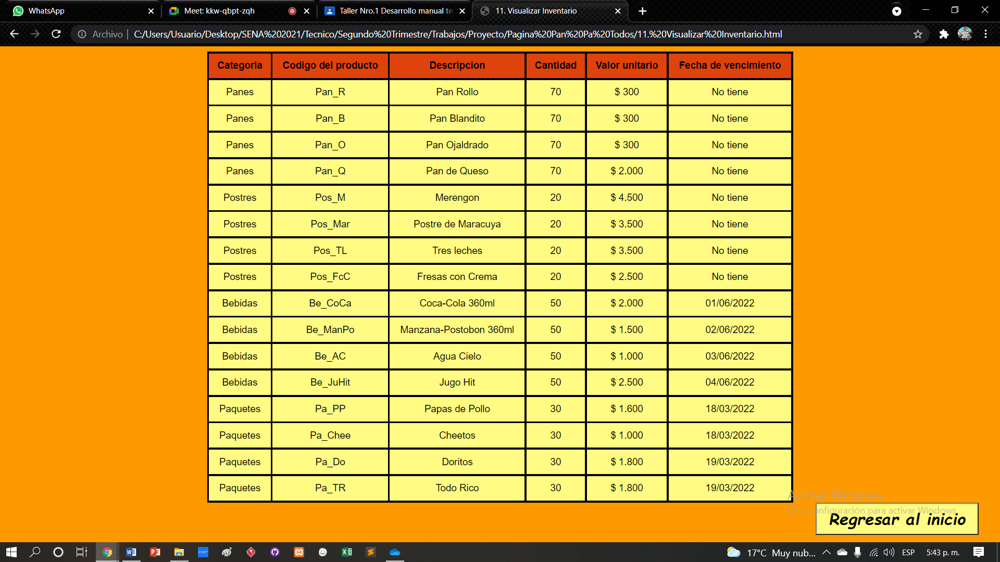 WhatsApp
Meet: kkw-qbpt-zqh
Taller Nro.1 Desarrollo manual te
11. Visualizar Inventario
Archivo | C:/Users/Usuario/Desktop/SENA%202021/Tecnico/Segundo%20Trimestre/Trabajos/Proyecto/Pagina%20Pan%20Pa%20Todos/11.%20Visualizar%20Inventario.html
Categoria Codigo del producto Descripcion Cantidad Valor unitario Fecha de vencimiento
Panes Pan_R Pan Rollo 70 $ 300 No tiene
Panes Pan_B Pan Blandito 70 $ 300 No tiene
Panes Pan_O Pan Ojaldrado 70 $ 300 No tiene
Panes Pan_Q Pan de Queso 70 $ 2.000 No tiene
Postres Pos_M Merengon 20 $ 4.500 No tiene
Postres Pos_Mar Postre de Maracuya 20 $ 3.500 No tiene
Postres Pos_TL Tres leches 20 $ 3.500 No tiene
Postres Pos_FcC Fresas con Crema 20 $ 2.500 No tiene
Bebidas Be_CoCa Coca-Cola 360ml 50 $ 2.000 01/06/2022
Bebidas Be_ManPo Manzana-Postobon 360ml 50 $ 1.500 02/06/2022
Bebidas Be_AC Agua Cielo 50 $ 1.000 03/06/2022
Bebidas Be_JuHit Jugo Hit 50 $ 2.500 04/06/2022
Paquetes Pa_PP Papas de Pollo 30 $ 1.600 18/03/2022
Paquetes Pa_Chee Cheetos 30 $ 1.000 18/03/2022
Paquetes Pa_Do Doritos 30 $ 1.800 19/03/2022
Paquetes Pa_TR Todo Rico 30 $ 1.800 19/03/2022
Activar Windows
Ve a Configuración para activar Windows.
Regresar al inicio
17°C Muy nub... ESP 5:43 p. m.